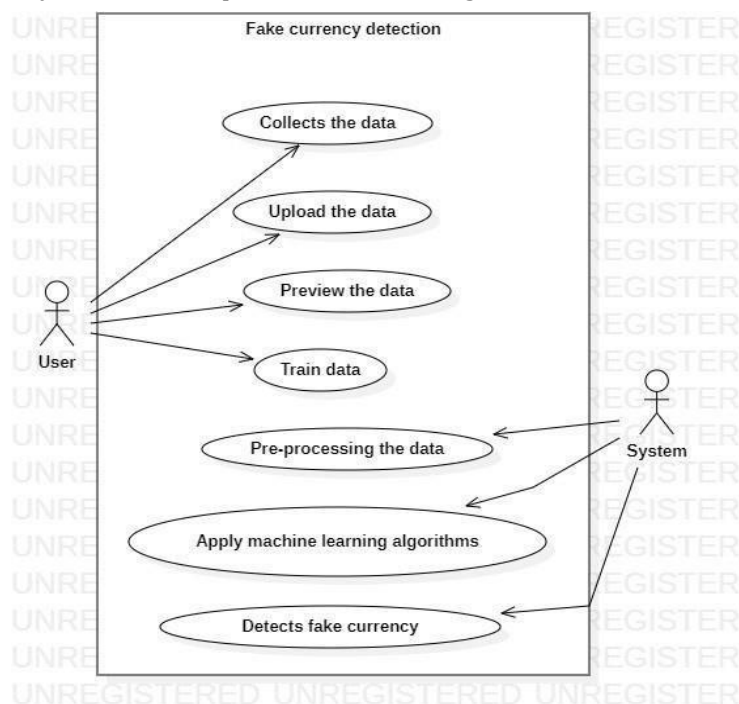 Fake currency detection
Collects the data
Upload the data
Preview the data
Train data
User
Pre-processing the data
System
Apply machine learning algorithms
Detects fake currency
UNREGISTERED UNREGISTERED UNREGISTER